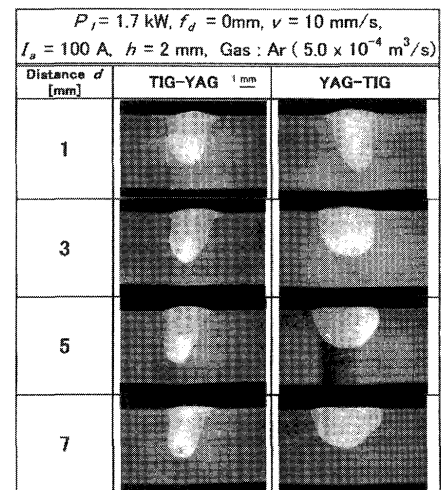 P_l = 1.7 kW, f_d = 0mm, v = 10 mm/s,
I_a = 100 A, h = 2 mm, Gas : Ar ( 5.0 x 10⁻⁴ m³/s)
Distance d TIG-YAG 1 mm YAG-TIG
[mm]
1
3
5
7